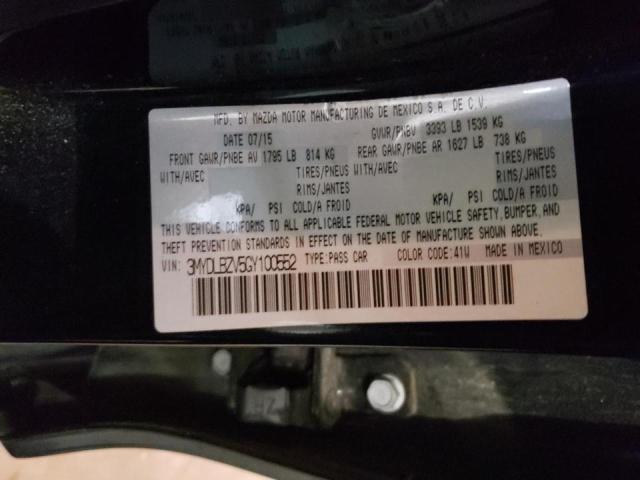 MFD. BY MAZDA MOTOR MANUFACTURING DE MEXICO S.A. DE C.V.
DATE 07/15 GVWR/PNBV 3393 LB 1539 KG
FRONT GAWR/PNBE AV 1795 LB 814 KG REAR GAWR/PNBE AR 1627 LB 738 KG
WITH/AVEC TIRES/PNEUS WITH/AVEC TIRES/PNEUS
RIMS/JANTES RIMS/JANTES
KPA/ PSI COLD/A FROID KPA/ PSI COLD/A FROID
THIS VEHICLE CONFORMS TO ALL APPLICABLE FEDERAL MOTOR VEHICLE SAFETY, BUMPER, AND
THEFT PREVENTION STANDARDS IN EFFECT ON THE DATE OF MANUFACTURE SHOWN ABOVE.
3MYDLBZV5GY100552 TYPE:PASS CAR COLOR CODE:41W MADE IN MEXICO